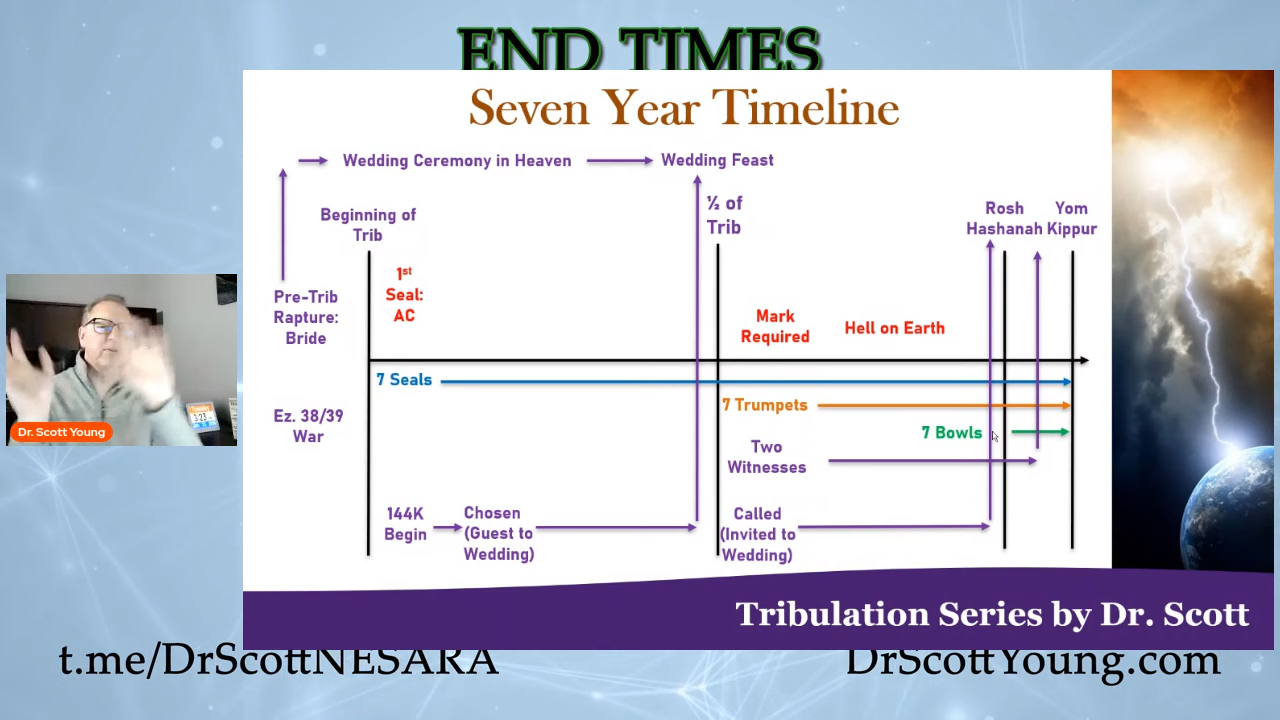 END TIMES
Seven Year Timeline
Wedding Ceremony in Heaven
Wedding Feast
Beginning of
Trib
½ of
Trib
Rosh
Hashanah
Yom
Kippur
1st
Seal:
AC
Pre-Trib
Rapture:
Bride
Mark
Required
Hell on Earth
7 Seals
7 Trumpets
7 Bowls
Ez. 38/39
War
Two
Witnesses
144K
Begin
Chosen
(Guest to
Wedding)
Called
(Invited to
Wedding)
Dr. Scott Young
Tribulation Series by Dr. Scott
t.me/DrScottNESARA
DrScottYoung.com